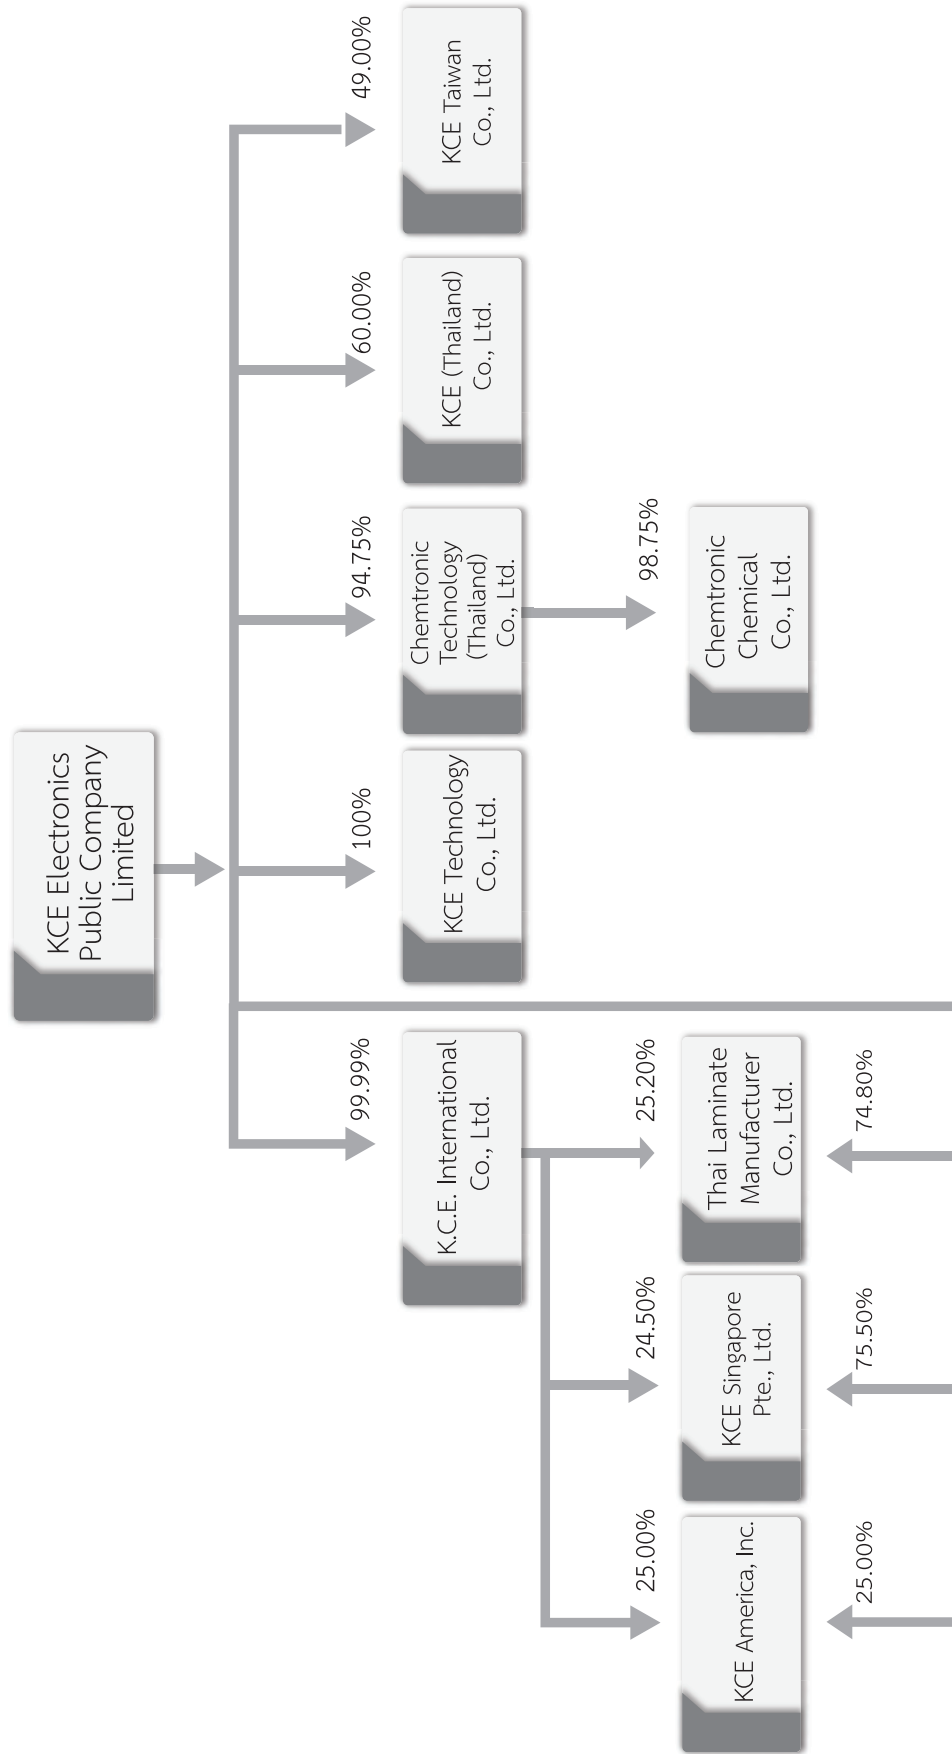 KCE Electronics
Public Company
Limited
99.99%
100%
94.75%
60.00%
49.00%
K.C.E. International
Co., Ltd.
KCE Technology
Co., Ltd.
Chemtronic
Technology
(Thailand)
Co., Ltd.
KCE (Thailand)
Co., Ltd.
KCE Taiwan
Co., Ltd.
25.00%
24.50%
25.20%
98.75%
KCE America, Inc.
KCE Singapore
Pte., Ltd.
Thai Laminate
Manufacturer
Co., Ltd.
Chemtronic
Chemical
Co., Ltd.
25.00%
75.50%
74.80%